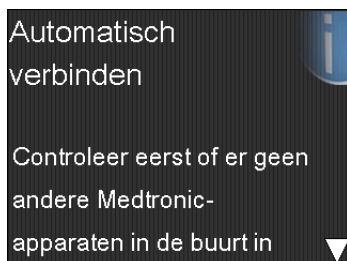 Automatisch
verbinden
Controleer eerst of er geen
andere Medtronic-
apparaten in de buurt in